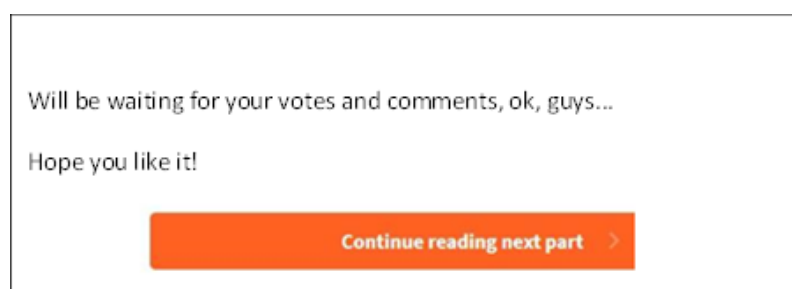 Will be waiting for your votes and comments, ok, guys...
Hope you like it!
Continue reading next part